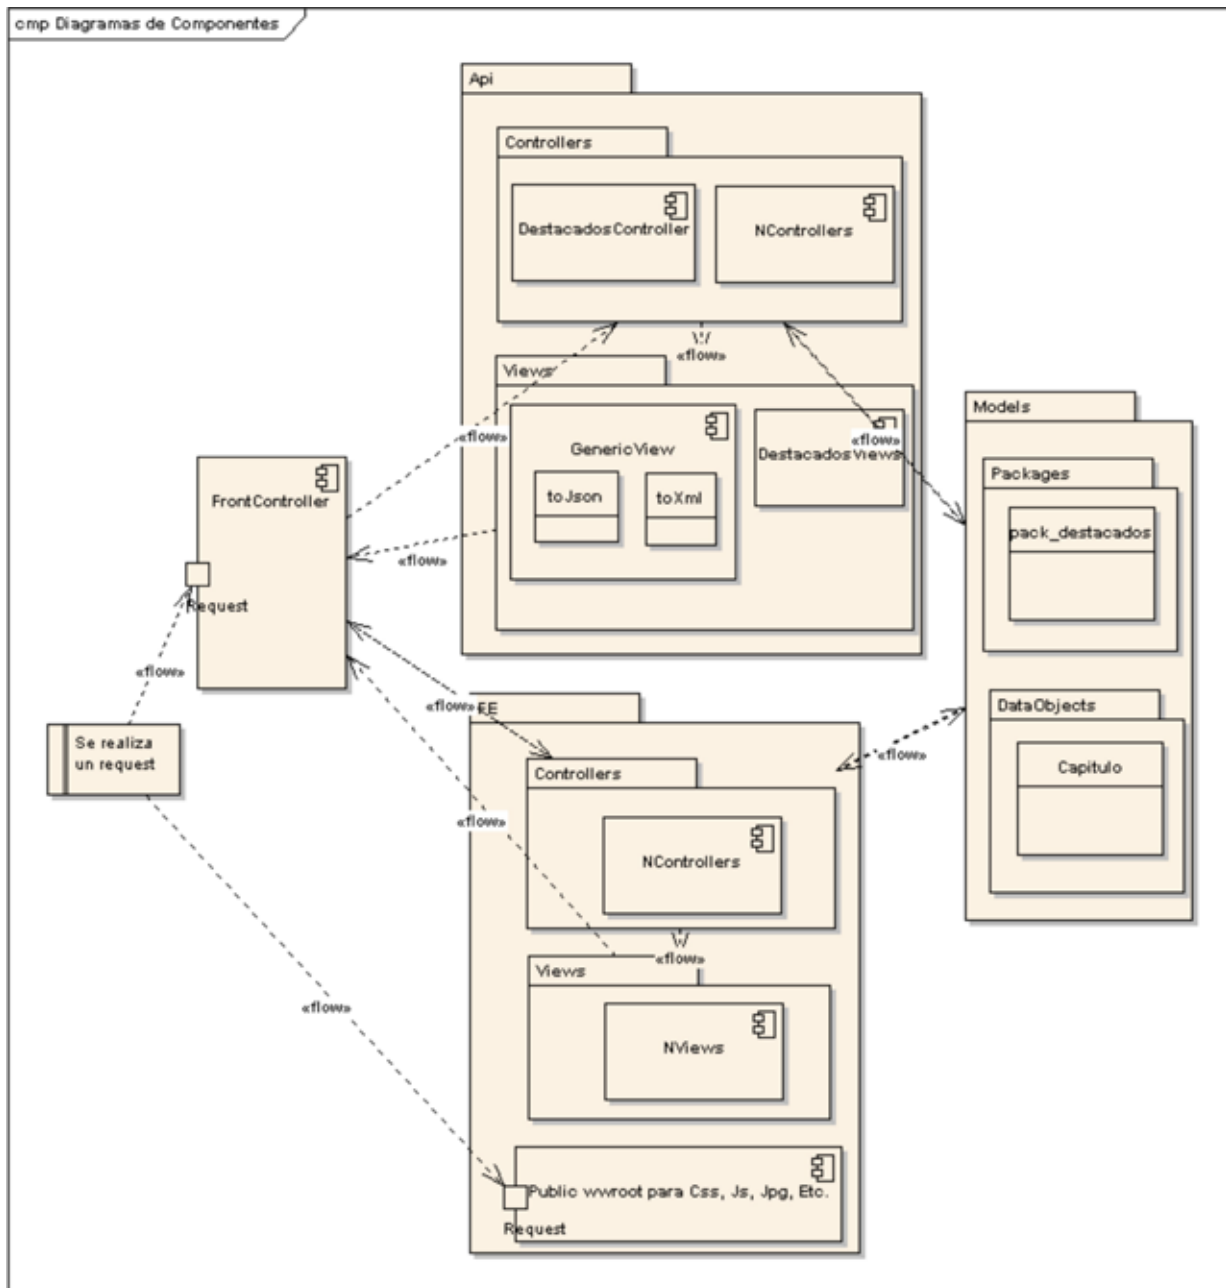 cmp Diagramas de Componentes
Api
Controllers
DestacadosController
NControllers
«flow»
Views
«flow»
GenericView
toJson
toXml
DestacadosViews
«flow»
Models
Packages
pack_destacados
FrontController
«flow»
Request
«flow»
Se realiza
un request
«flow»
FE
DataObjects
Capitulo
«flow»
Controllers
NControllers
«flow»
«flow»
Views
NViews
«flow»
Public wwroot para Css, Js, Jpg, Etc.
Request